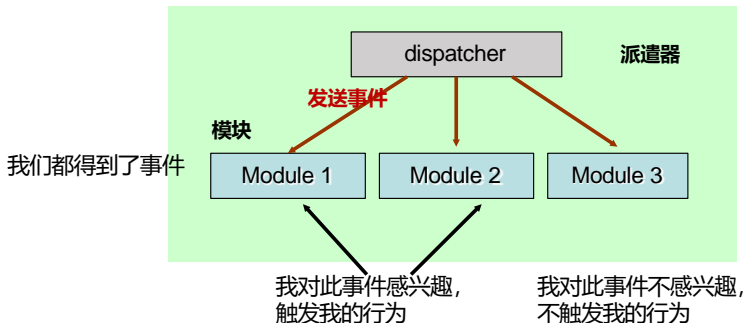 dispatcher
派遣器
发送事件
模块
我们都得到了事件
Module 1
Module 2
Module 3
我对此事件感兴趣，
触发我的行为
我对此事件不感兴趣，
不触发我的行为